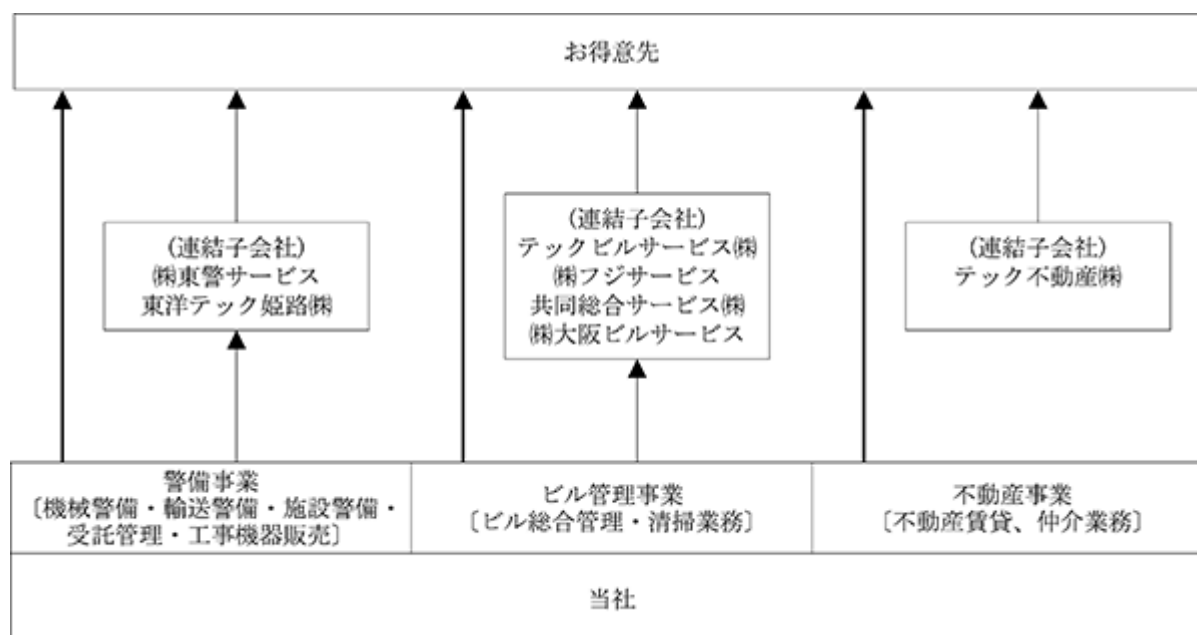 お得意先
(連結子会社)
㈱東警サービス
東洋テック姫路㈱
(連結子会社)
テックビルサービス㈱
㈱フジサービス
共同総合サービス㈱
㈱大阪ビルサービス
(連結子会社)
テック不動産㈱
警備事業
〔機械警備・輸送警備・施設警備・
受託管理・工事機器販売〕
ビル管理事業
〔ビル総合管理・清掃業務〕
不動産事業
〔不動産賃貸、仲介業務〕
当社